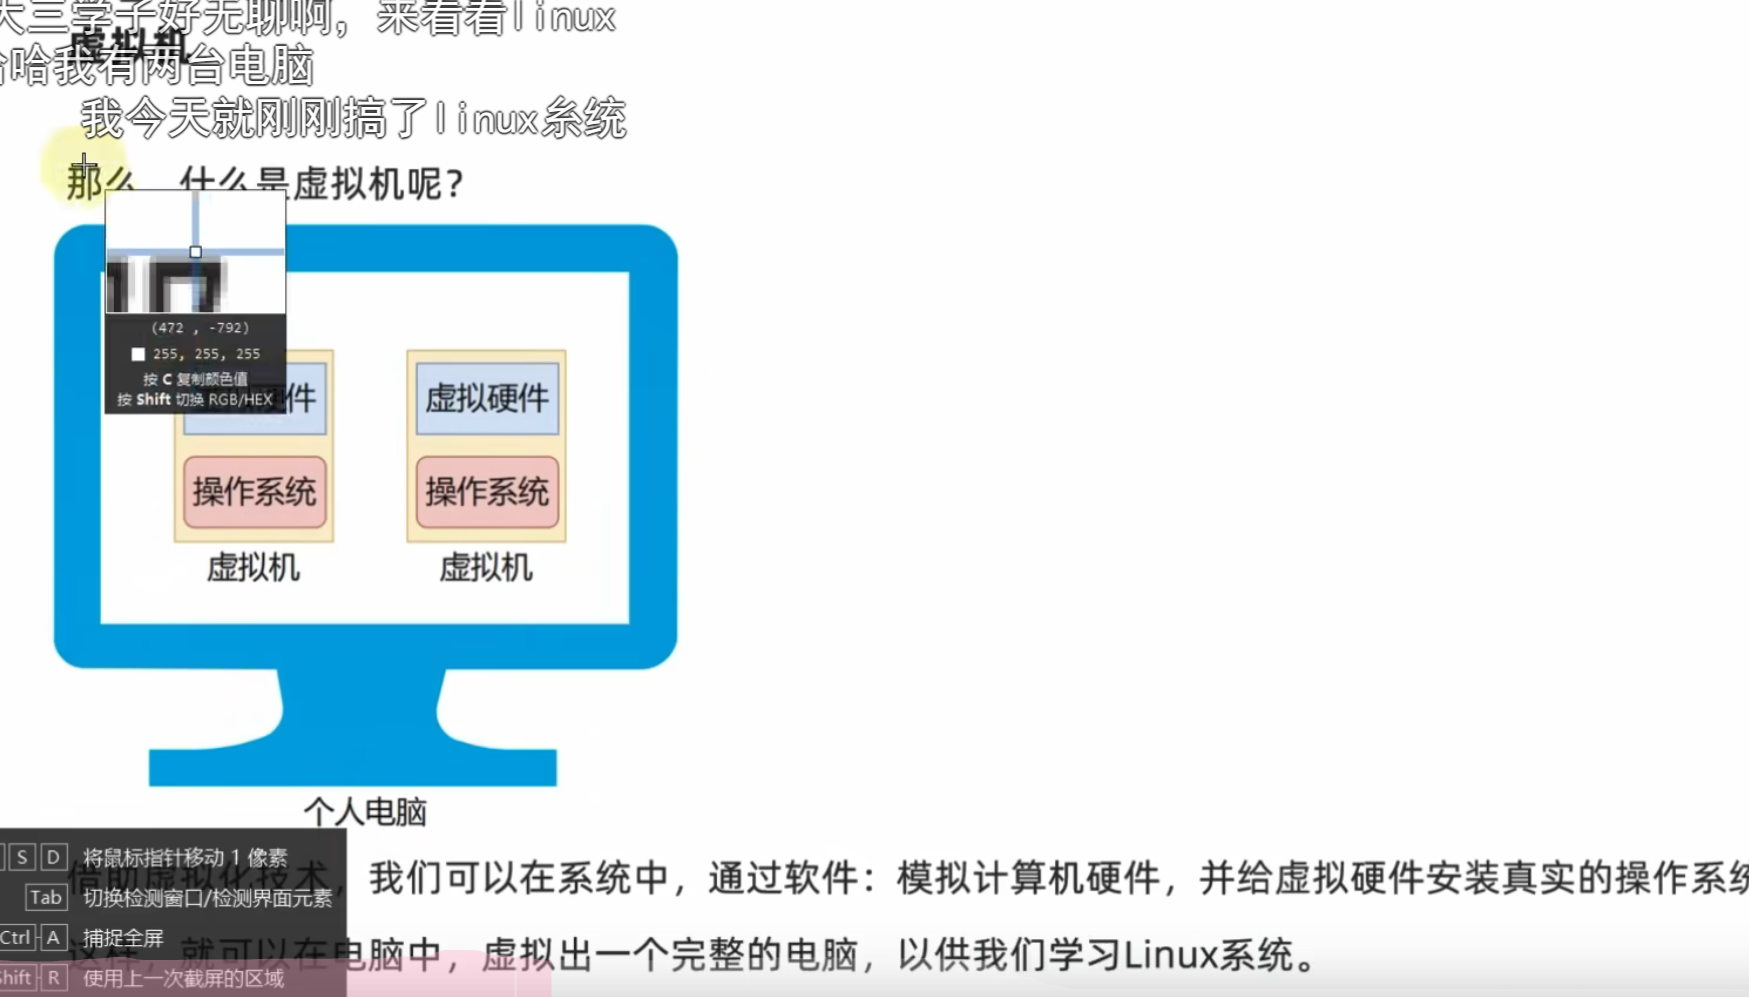 大三学子好无聊啊，来看看linux
虚拟机
哈哈我有两台电脑
我今天就刚刚搞了linux系统
那么，什么是虚拟机呢？
(472 , -792)
255, 255, 255
按 C 复制颜色值
按 Shift 切换 RGB/HEX
虚拟硬件
虚拟硬件
操作系统
操作系统
虚拟机
虚拟机
个人电脑
S D 将鼠标指针移动 1 像素
借助虚拟化技术，我们可以在系统中，通过软件：模拟计算机硬件，并给虚拟硬件安装真实的操作系统
Tab 切换检测窗口/检测界面元素
Ctrl A 捕捉全屏
这样，就可以在电脑中，虚拟出一个完整的电脑，以供我们学习Linux系统。
Shift R 使用上一次截屏的区域